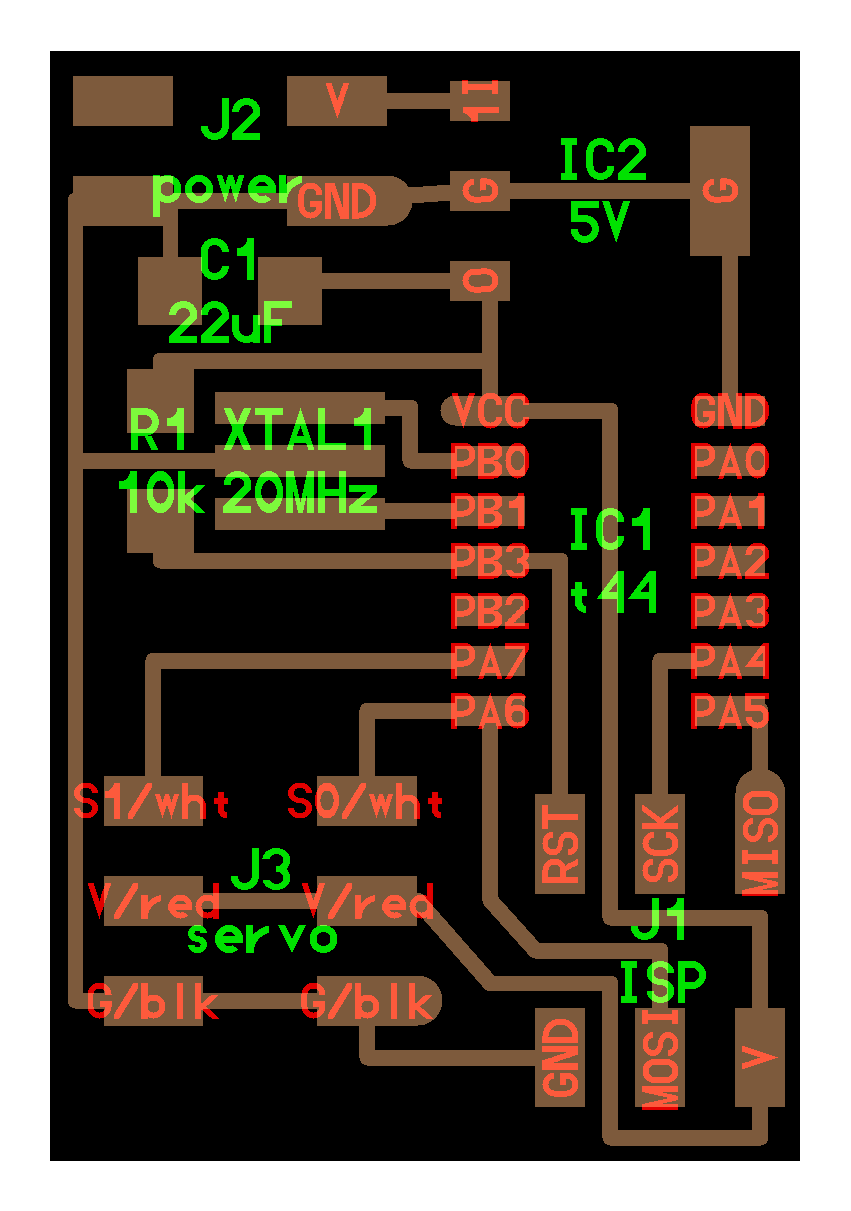 V
1I
J2
power
GND
G
IC2
5V
G
C1
22uF
O
R1
10k
XTAL1
20MHz
VCC
PB0
PB1
PB3
PB2
PA7
PA6
IC1
t44
GND
PA0
PA1
PA2
PA3
PA4
PA5
S1/wht
S0/wht
RST
SCK
MISO
J3
servo
V/red
V/red
J1
ISP
G/blk
G/blk
GND
MOSI
V